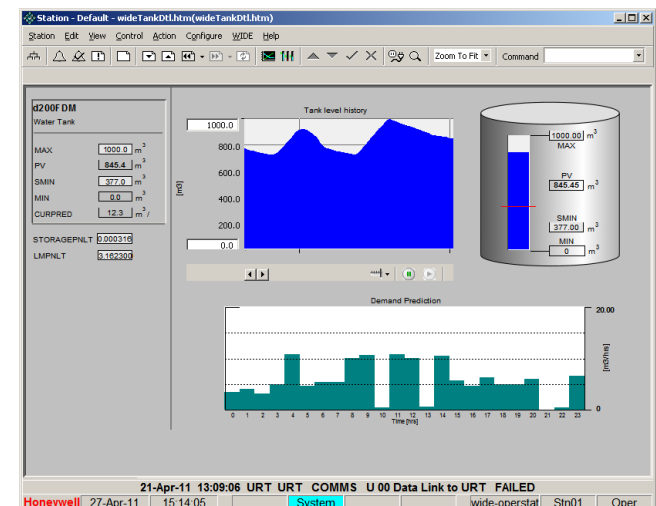 Station - Default - wideTankDtl.htm(wideTankDtl.htm)
Station Edit View Control Action Configure WIDE Help
Zoom To Fit Command
d200FDM
Water Tank
MAX 1000.0 m3
PV 845.4 m3
SMIN 377.0 m3
MIN 0.0 m3
CURPRED 12.3 m3/
STORAGEPNLT 0.000316
LMPNLT 3.162300
Tank level history
1000.0
800.0
600.0
[m3]
400.0
200.0
0.0
1000.00 m3
MAX
PV
845.45 m3
SMIN
377.00 m3
MIN
0 m3
Demand Prediction
20.00
[m3/hrs]
0
0 1 2 3 4 5 6 7 8 9 10 11 12 13 14 15 16 17 18 19 20 21 22 23
Time [hrs]
21-Apr-11 13:09:06 URT URT COMMS U 00 Data Link to URT FAILED
Honeywell 27-Apr-11 15:14:05 System wide-operstat Stn01 Oper